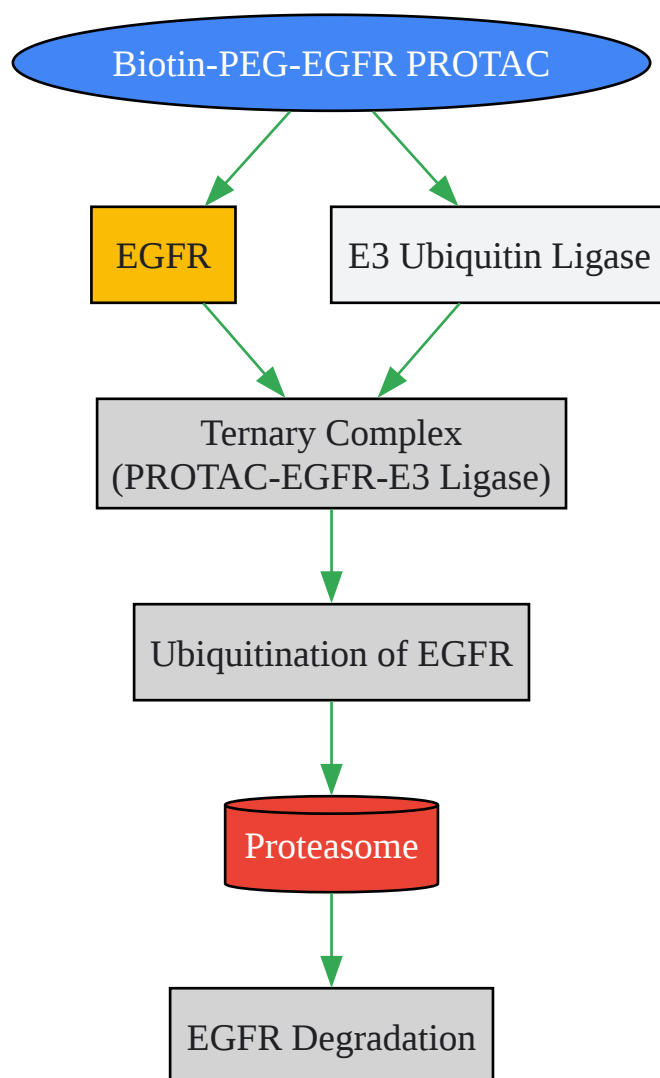 Biotin-PEG-EGFR PROTAC
EGFR
E3 Ubiquitin Ligase
Ternary Complex
(PROTAC-EGFR-E3 Ligase)
Ubiquitination of EGFR
Proteasome
EGFR Degradation